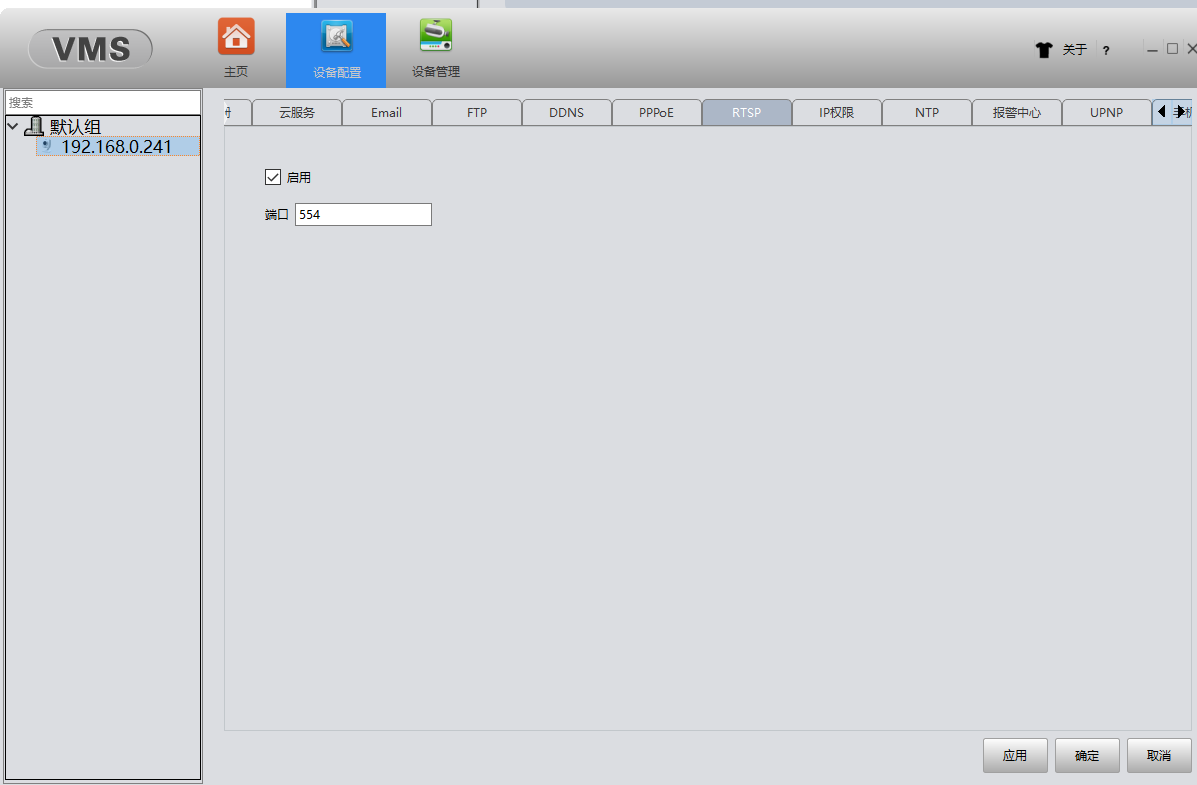 VMS
主页
设备配置
设备管理
关于
?
搜索
默认组
192.168.0.241
云服务
Email
FTP
DDNS
PPPoE
RTSP
IP权限
NTP
报警中心
UPNP
启用
端口 554
应用
确定
取消